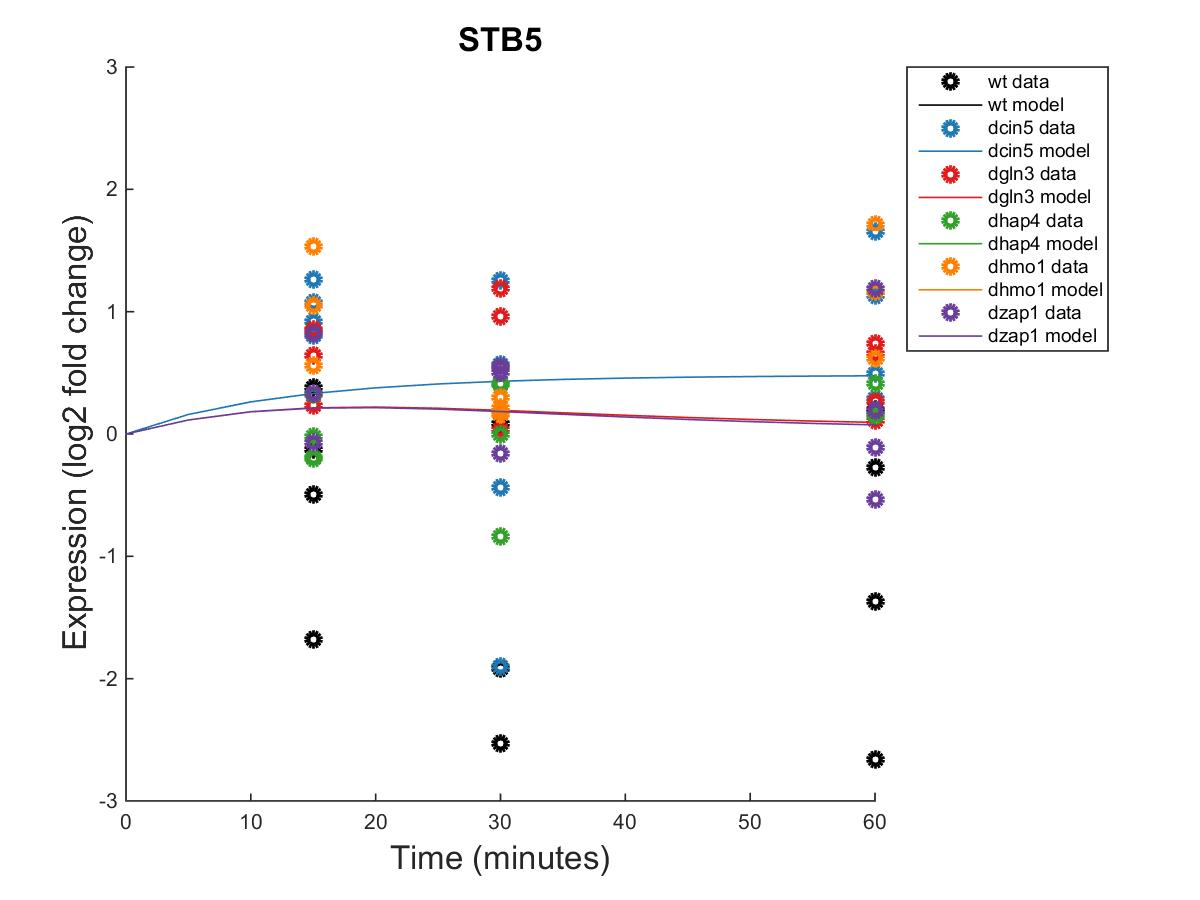 STB5
3
2
1
0
-1
-2
-3
Expression (log2 fold change)
0 10 20 30 40 50 60
Time (minutes)
wt data
wt model
dcin5 data
dcin5 model
dgln3 data
dgln3 model
dhap4 data
dhap4 model
dhmo1 data
dhmo1 model
dzap1 data
dzap1 model